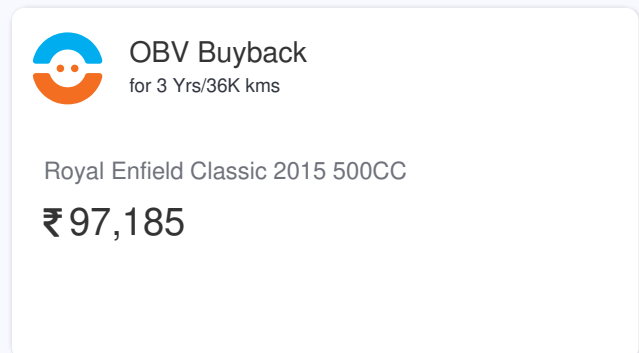 OBV Buyback
for 3 Yrs/36K kms
Royal Enfield Classic 2015 500CC
₹ 97,185